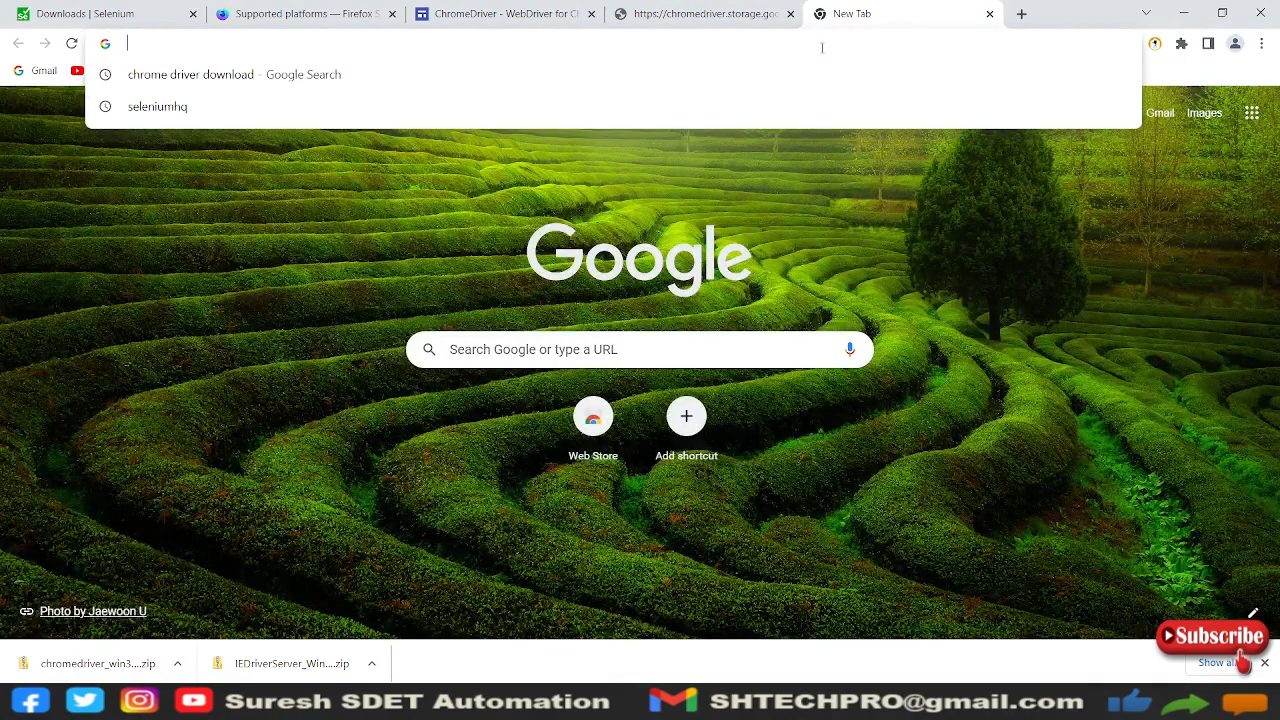 Downloads | Selenium
Supported platforms — Firefox S
ChromeDriver - WebDriver for Ch
https://chromedriver.storage.goo
New Tab
chrome driver download - Google Search
seleniumhq
Gmail
Gmail
Images
Google
Search Google or type a URL
Web Store
Add shortcut
Photo by Jaewoon U
Subscribe
chromedriver_win3....zip
IEDriverServer_Win....zip
Show all
Suresh SDET Automation
SHTECHPRO@gmail.com